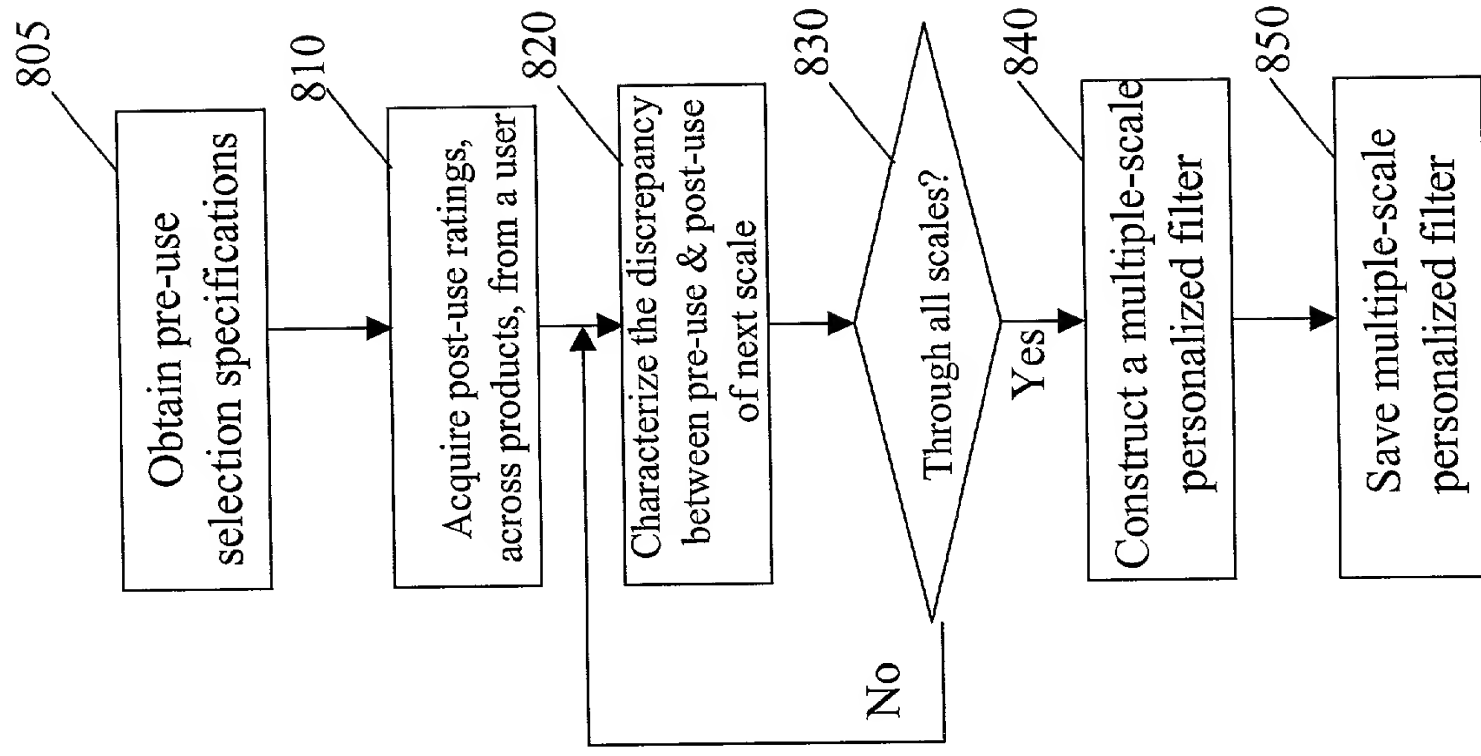 805
Obtain pre-use
selection specifications
810
Acquire post-use ratings,
across products, from a user
820
Characterize the discrepancy
between pre-use & post-use
of next scale
830
Through all scales?
No
Yes
840
Construct a multiple-scale
personalized filter
850
Save multiple-scale
personalized filter